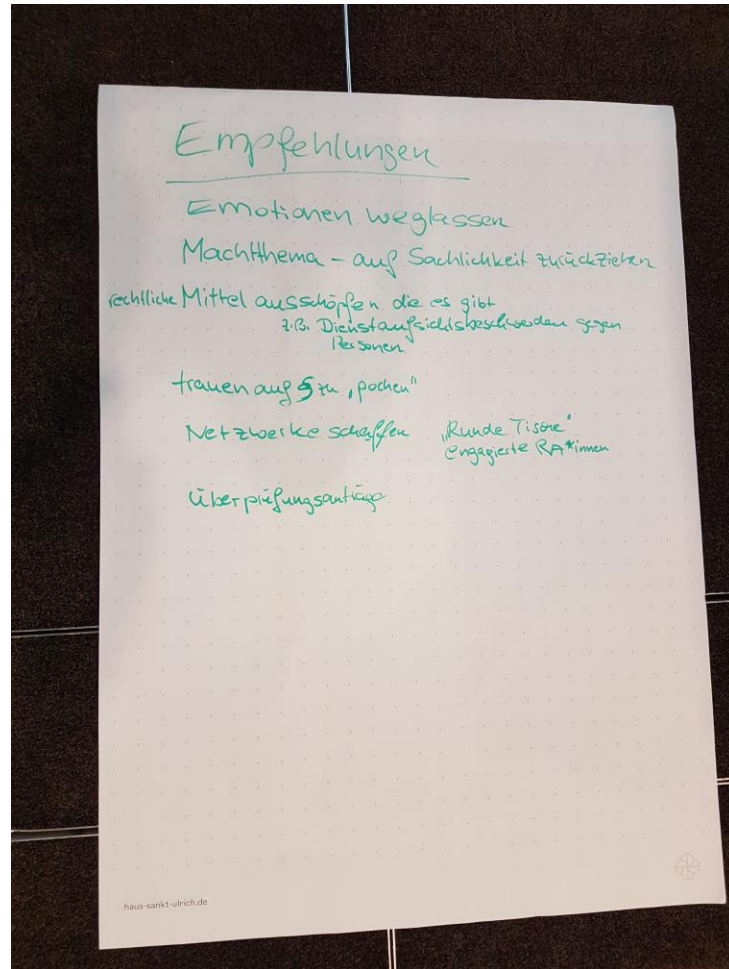 Empfehlungen
Emotionen weglassen
Machtthema - auf Sachlichkeit zurückziehen
rechtliche Mittel ausschöpfen die es gibt
z.B. Dienstaufsichtsbeschwerden gegen
Personen
trauen auf § zu „pochen“
Netzwerke schaffen „Runde Tische“
engagierte RA*innen
Überprüfungsanträge
haus-sankt-ulrich.de